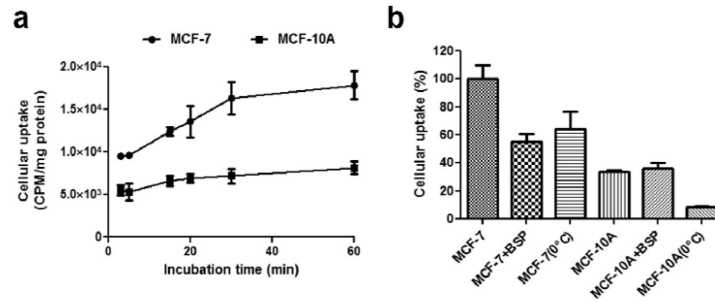 a
MCF-7
MCF-10A
Cellular uptake
(CPM/mg protein)
2.0×10⁴
1.5×10⁴
1.0×10⁴
5.0×10³
0
0
20
40
60
Incubation time (min)
b
Cellular uptake (%)
120
100
80
60
40
20
0
MCF-7
MCF-7+BSP
MCF-7(0°C)
MCF-10A
MCF-10A+BSP
MCF-10A(0°C)